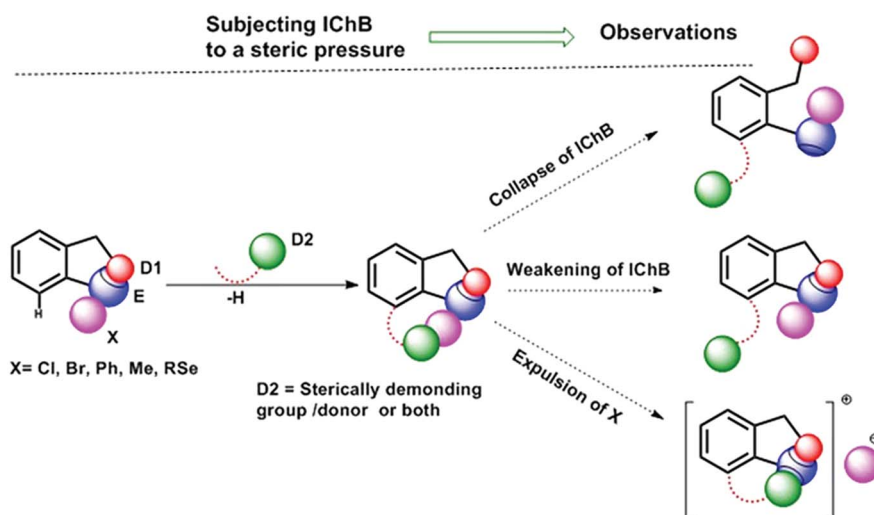 Subjecting IChB
to a steric pressure
Observations
Collapse of IChB
D2
D1
E
H
X
-H
Weakening of IChB
X= Cl, Br, Ph, Me, RSe
D2 = Sterically demonding
group /donor or both
Expulsion of X
⊕
⊖